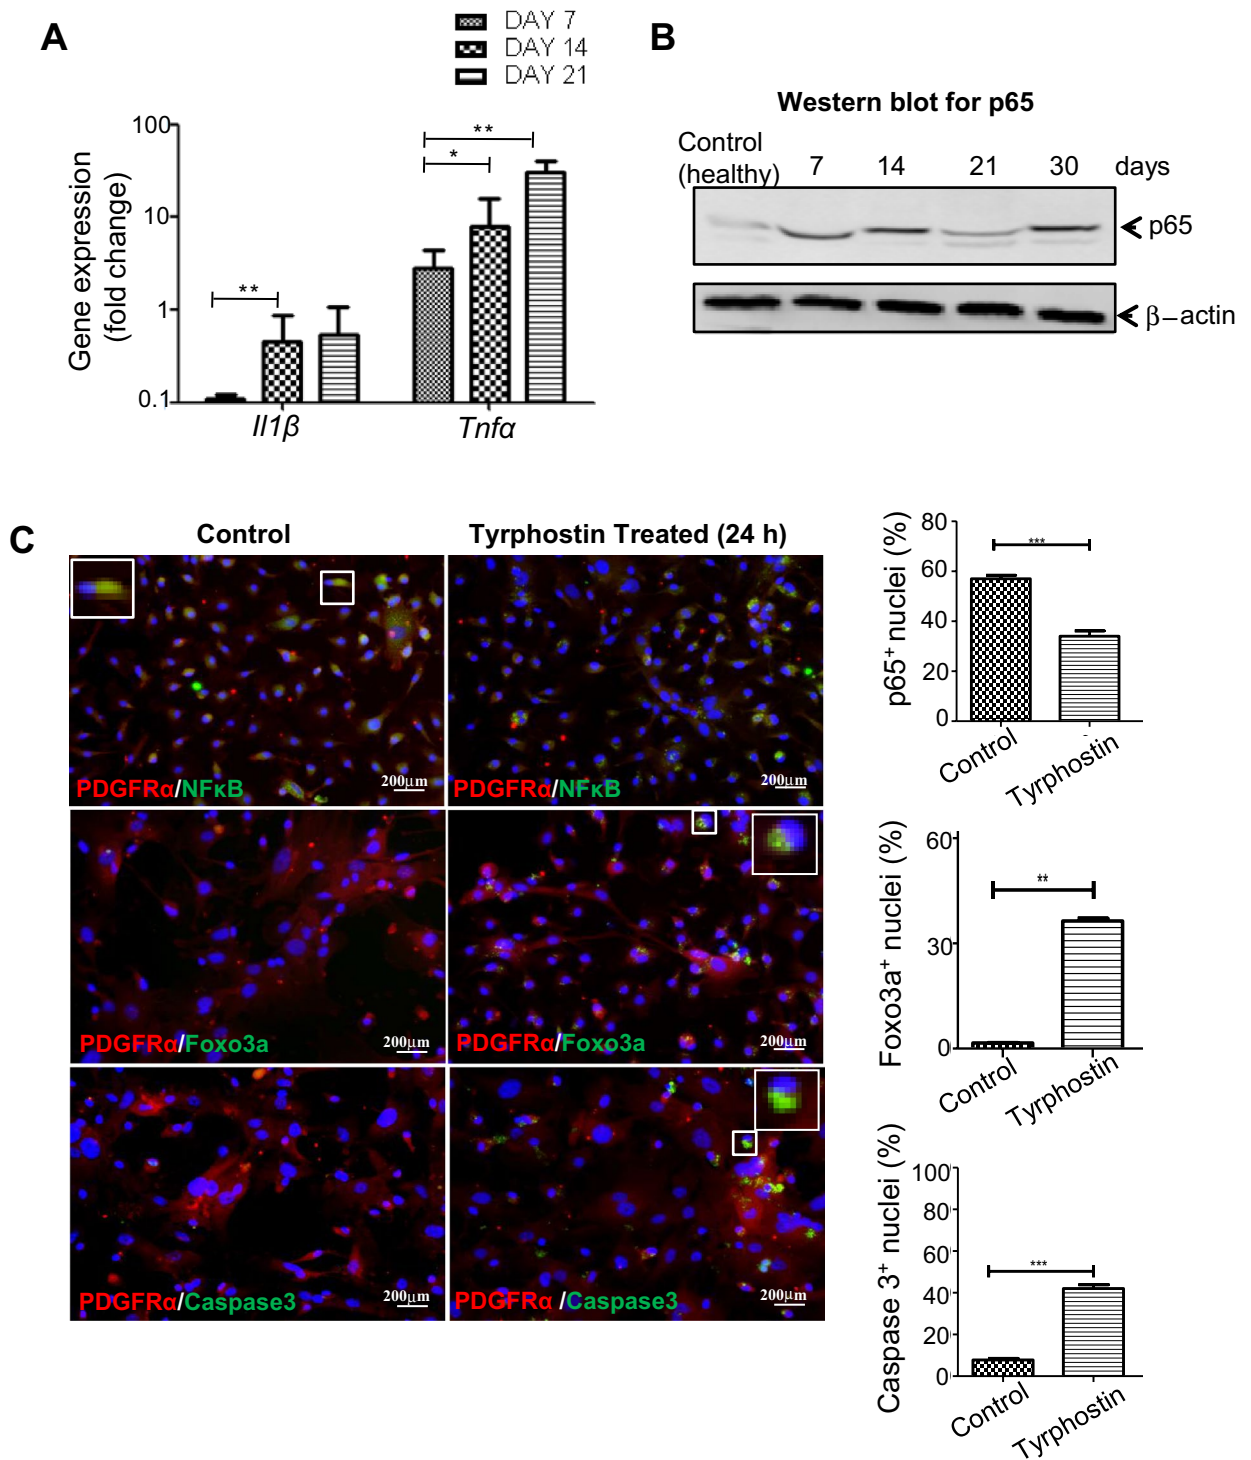 A
DAY 7
DAY 14
DAY 21
Gene expression
(fold change)
100
10
1
0.1
**
*
**
Il1β
Tnfα
B
Western blot for p65
Control
(healthy)
7
14
21
30
days
p65
β–actin
C
Control
Tyrphostin Treated (24 h)
PDGFRα/NFκB
200µm
PDGFRα/NFκB
200µm
PDGFRα/Foxo3a
200µm
PDGFRα/Foxo3a
200µm
PDGFRα/Caspase3
200µm
PDGFRα /Caspase3
200µm
p65⁺ nuclei (%)
80
60
40
20
0
***
Control
Tyrphostin
Foxo3a⁺ nuclei (%)
60
30
0
**
Control
Tyrphostin
Caspase 3⁺ nuclei (%)
100
80
60
40
20
0
***
Control
Tyrphostin